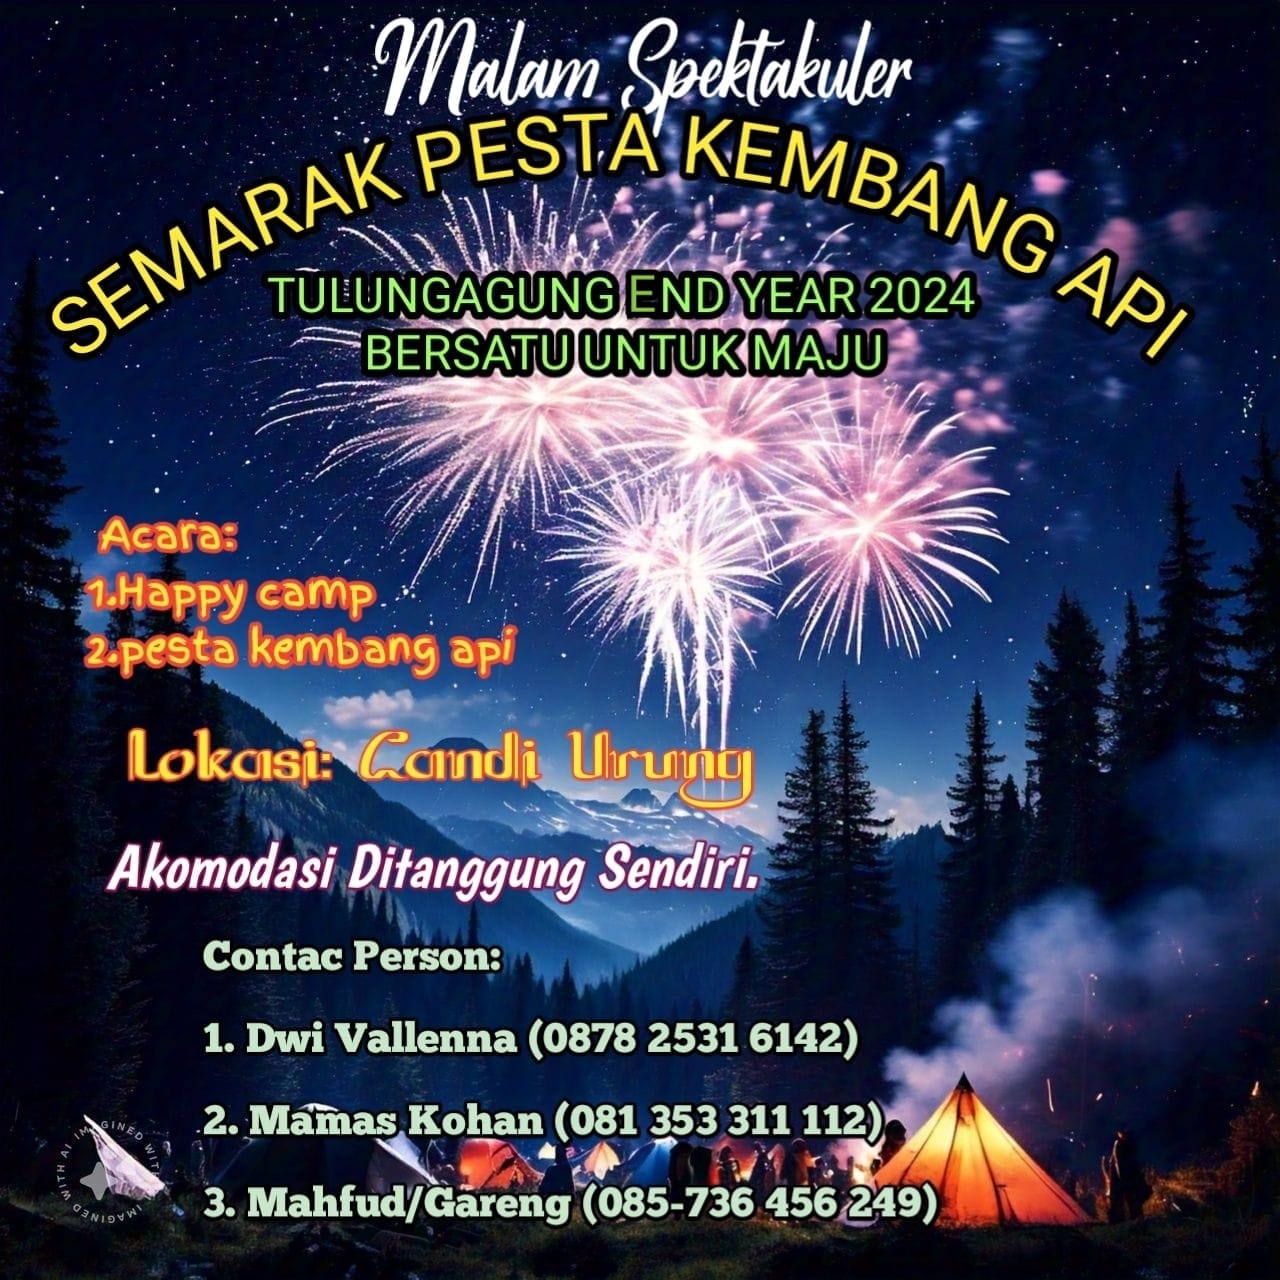 Malam Spektakuler
SEMARAK PESTA KEMBANG API
TULUNGAGUNG END YEAR 2024
BERSATU UNTUK MAJU
Acara:
1.Happy camp
2.pesta kembang api
Lokasi: Candi Urung
Akomodasi Ditanggung Sendiri.
Contac Person:
1. Dwi Vallenna (0878 2531 6142)
2. Mamas Kohan (081 353 311 112)
3. Mahfud/Gareng (085-736 456 249)
IMAGINED WITH AI IMAGINED WITH